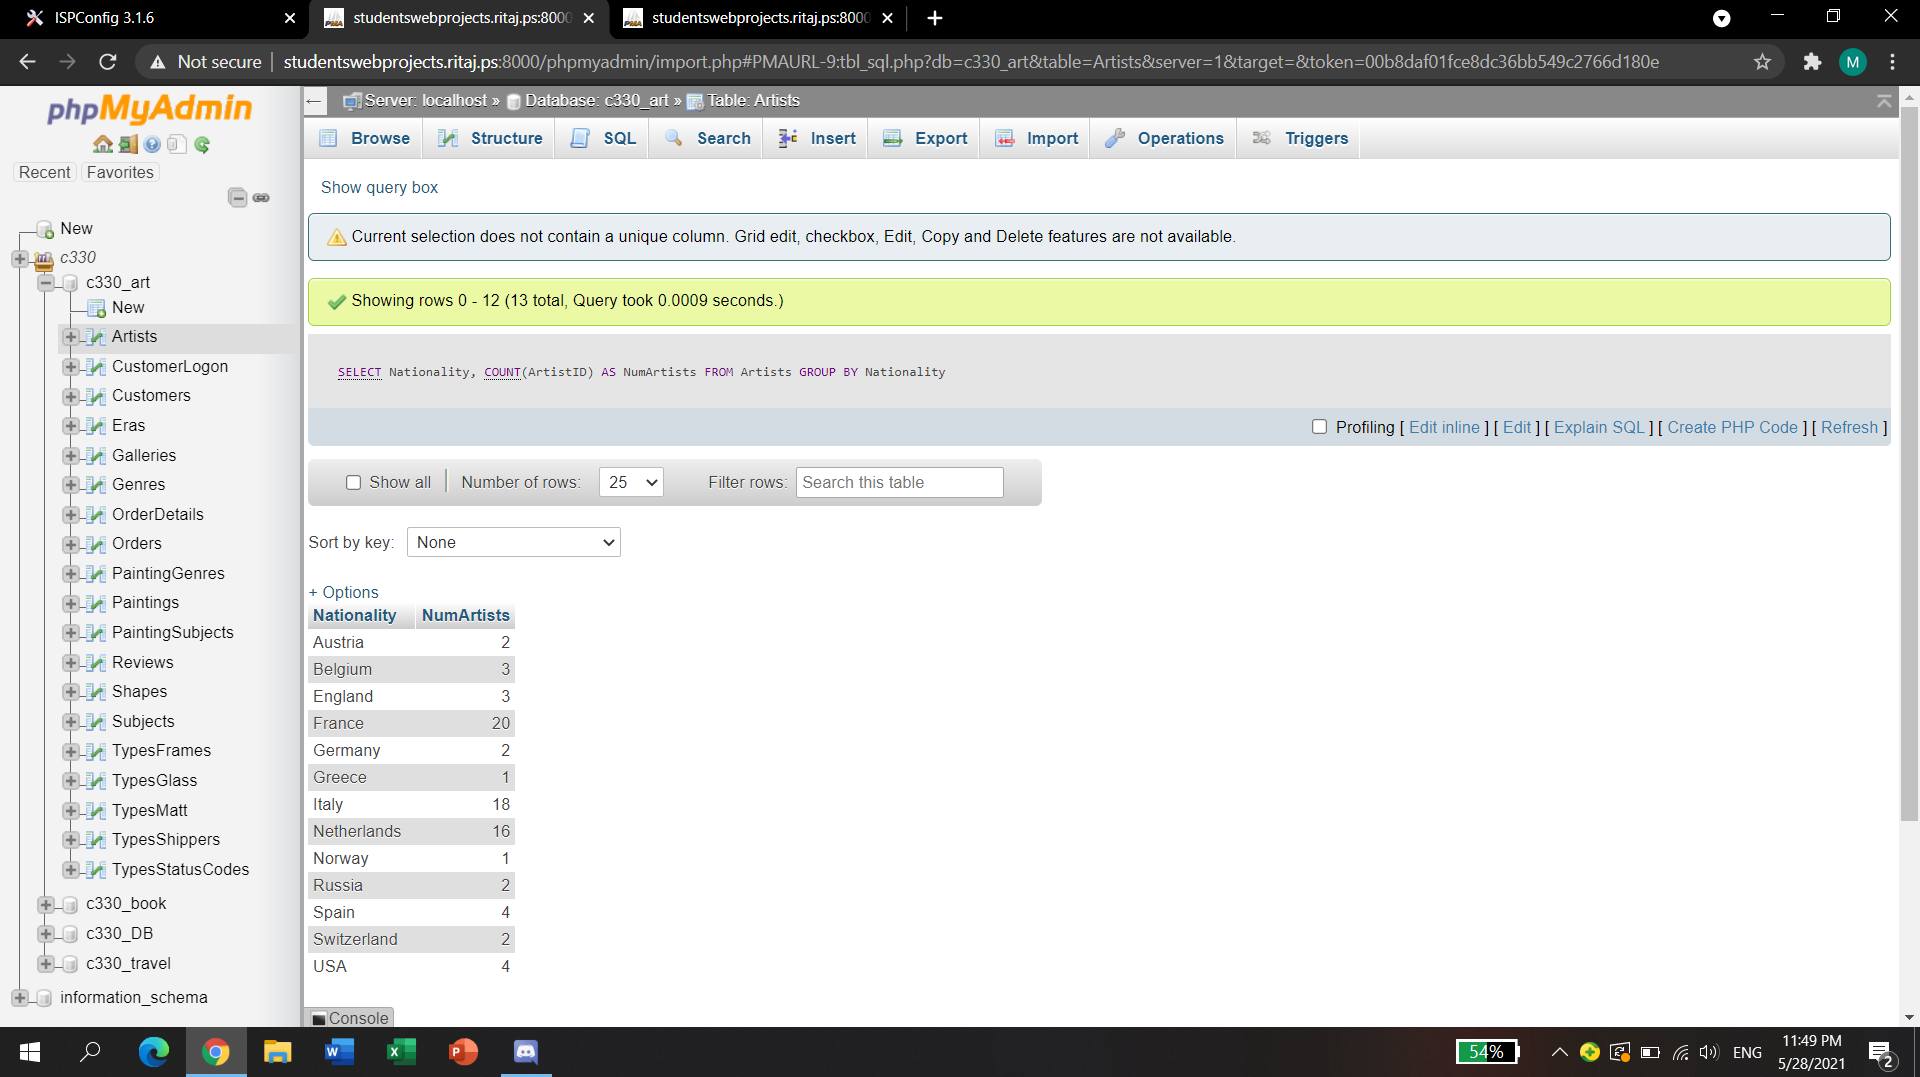 ISPConfig 3.1.6
studentswebprojects.ritaj.ps:8000
studentswebprojects.ritaj.ps:8000
Not secure studentswebprojects.ritaj.ps:8000/phpmyadmin/import.php#PMAURL-9:tbl_sql.php?db=c330_art&table=Artists&server=1&target=&token=00b8daf01fce8dc36bb549c2766d180e
M
phpMyAdmin
Recent Favorites
New
c330
c330_art
New
Artists
CustomerLogon
Customers
Eras
Galleries
Genres
OrderDetails
Orders
PaintingGenres
Paintings
PaintingSubjects
Reviews
Shapes
Subjects
TypesFrames
TypesGlass
TypesMatt
TypesShippers
TypesStatusCodes
c330_book
c330_DB
c330_travel
information_schema
Server: localhost » Database: c330_art » Table: Artists
Browse Structure SQL Search Insert Export Import Operations Triggers
Show query box
Current selection does not contain a unique column. Grid edit, checkbox, Edit, Copy and Delete features are not available.
Showing rows 0 - 12 (13 total, Query took 0.0009 seconds.)
SELECT Nationality, COUNT(ArtistID) AS NumArtists FROM Artists GROUP BY Nationality
Profiling [ Edit inline ] [ Edit ] [ Explain SQL ] [ Create PHP Code ] [ Refresh ]
Show all Number of rows: 25 Filter rows: Search this table
Sort by key: None
+ Options
Nationality NumArtists
Austria 2
Belgium 3
England 3
France 20
Germany 2
Greece 1
Italy 18
Netherlands 16
Norway 1
Russia 2
Spain 4
Switzerland 2
USA 4
Console
54% ENG 11:49 PM
5/28/2021
2